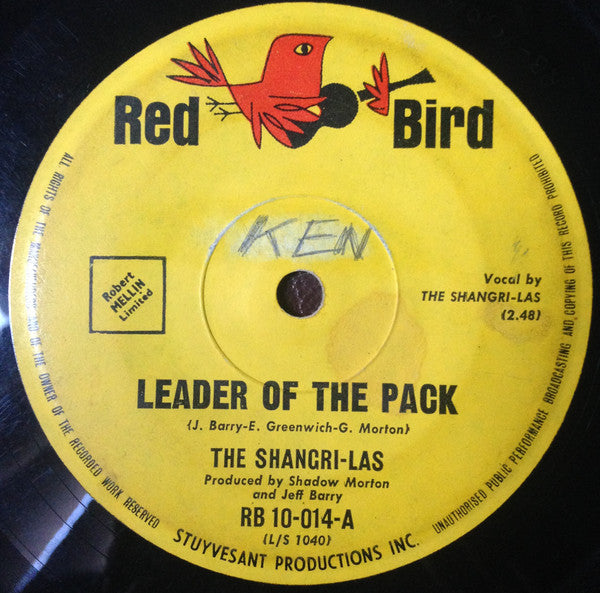 Red Bird
KEN
Robert
MELLIN
Limited
Vocal by
THE SHANGRI-LAS
(2.48)
LEADER OF THE PACK
(J. Barry-E. Greenwich-G. Morton)
THE SHANGRI-LAS
Produced by Shadow Morton
and Jeff Barry
RB 10-014-A
(L/S 1040)
STUYVESANT PRODUCTIONS INC.
ALL RIGHTS OF THE MANUFACTURER AND OF THE OWNER OF THE RECORDED WORK RESERVED
UNAUTHORISED PUBLIC PERFORMANCE BROADCASTING AND COPYING OF THIS RECORD PROHIBITED